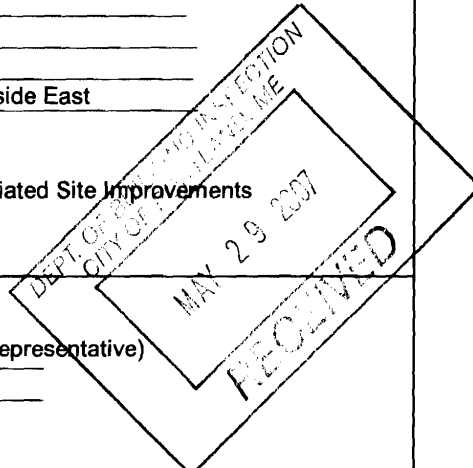 side East
iated Site Improvements
DEPT. OF BUILDING INSPECTION
CITY OF PORTLAND, ME
MAY 29 2007
RECEIVED
epresentative)